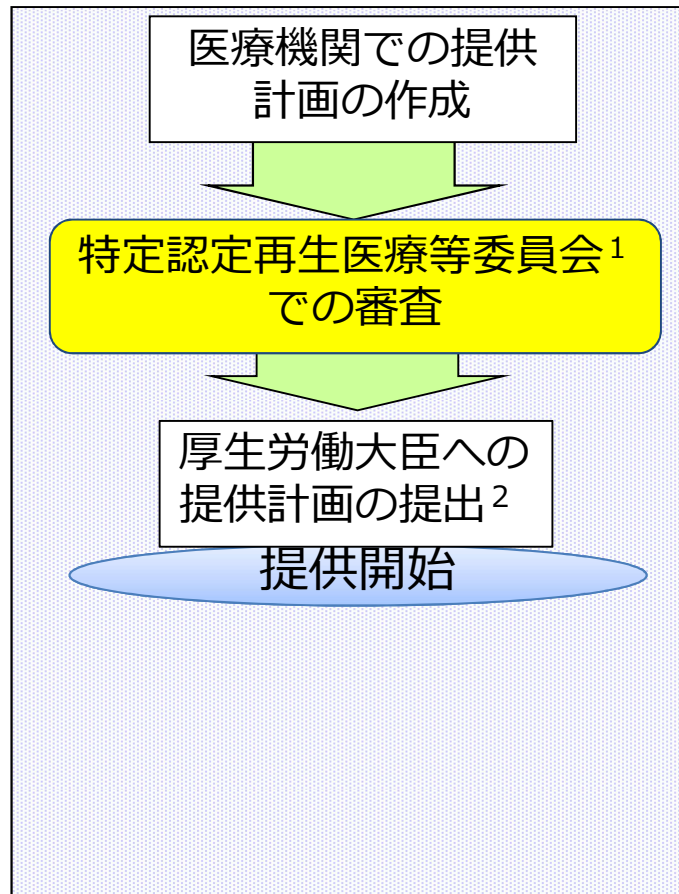 医療機関での提供
計画の作成
特定認定再生医療等委員会1
での審査
厚生労働大臣への
提供計画の提出2
提供開始